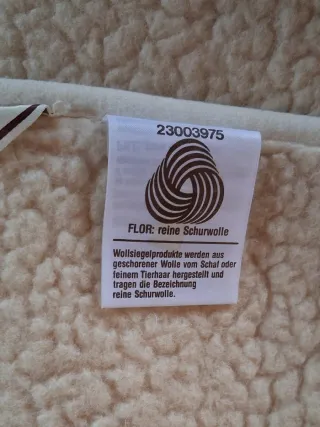 23003975
FLOR: reine Schurwolle
Wollsiegelprodukte werden aus
geschorener Wolle vom Schaf oder
feinem Tierhaar hergestellt und
tragen die Bezeichnung
reine Schurwolle.